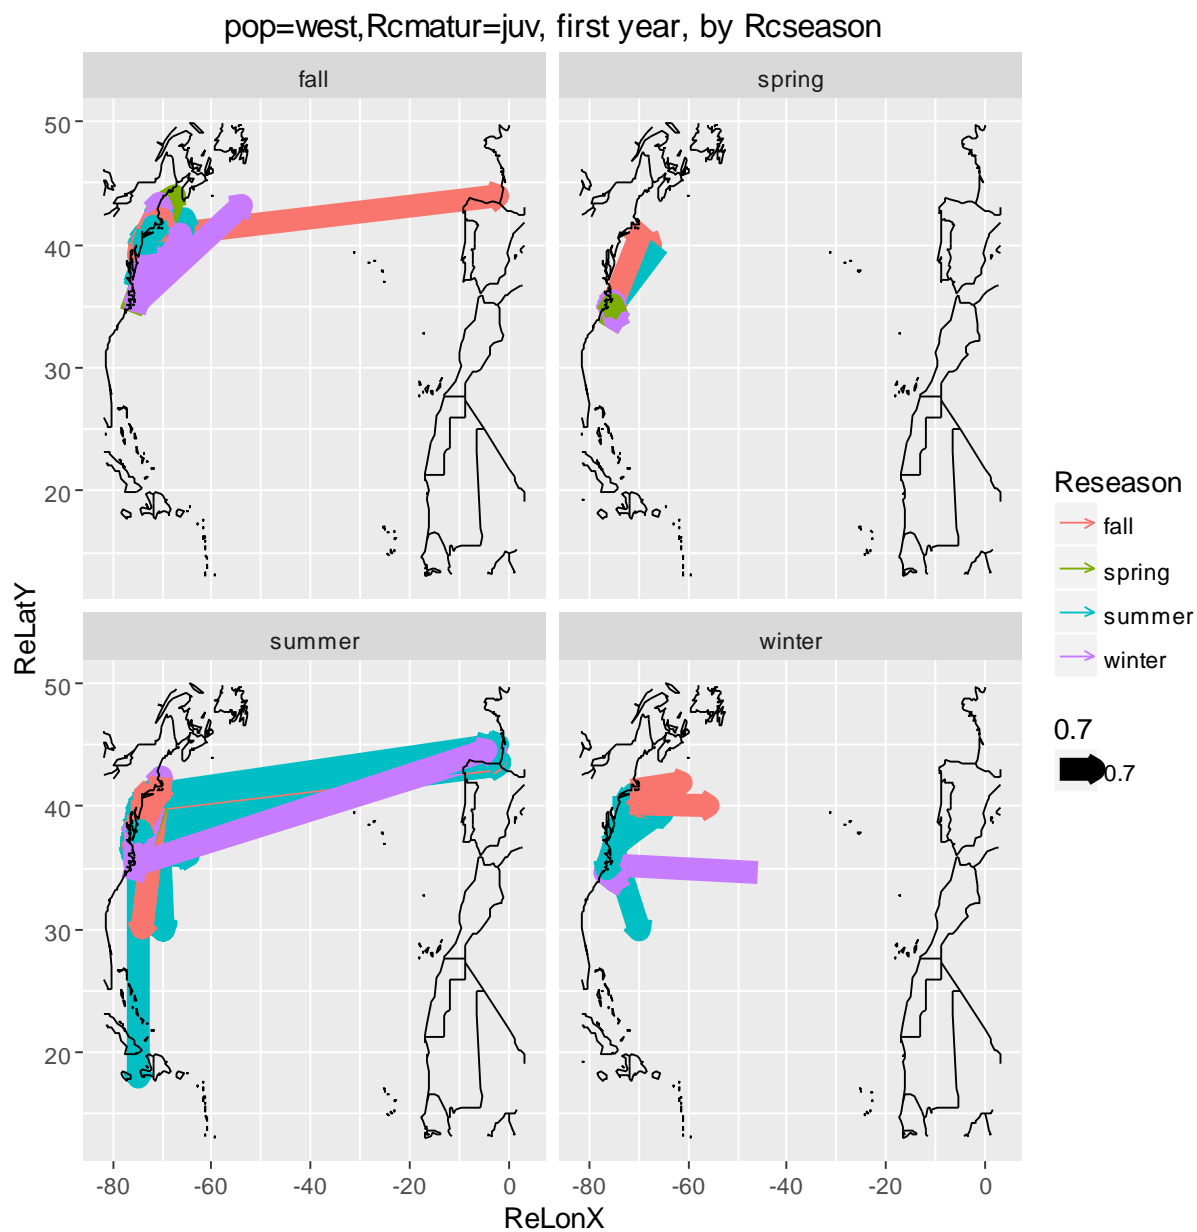 pop=west,Rcmatur=juv, first year, by Rcseason
fall
spring
50
40
30
20
ReLatY
summer
winter
50
40
30
20
-80
-60
-40
-20
0
-80
-60
-40
-20
0
ReLonX
Reseason
fall
spring
summer
winter
0.7
0.7